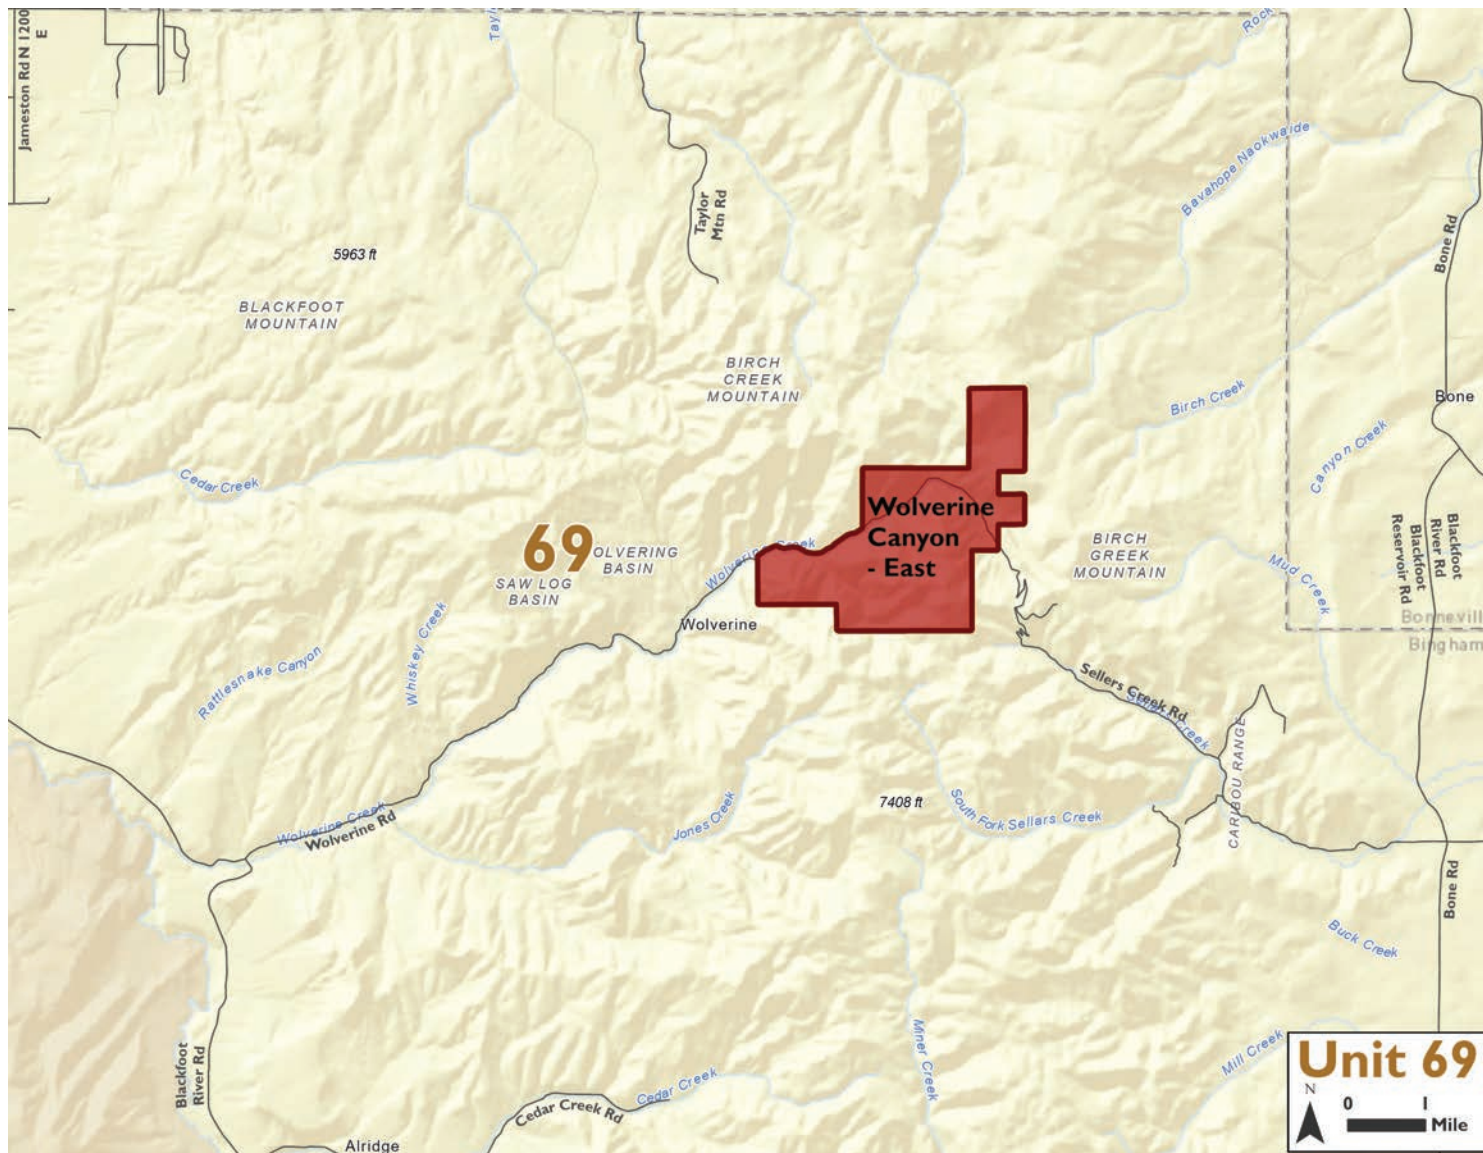 Jameston Rd N 1200
E
Taylo
Rock
Bavahope Naokwaide
Taylor
Mtn Rd
Bone Rd
5963 ft
BLACKFOOT
MOUNTAIN
BIRCH
CREEK
MOUNTAIN
Birch Creek
Bone
Canyon Creek
Cedar Creek
Wolverine
Canyon
- East
69
OLVERING
BASIN
SAW LOG
BASIN
Wolverine Creek
BIRCH
GREEK
MOUNTAIN
Mud Creek
Blackfoot
River Rd
Blackfoot
Reservoir Rd
Bonnevill
Bingham
Wolverine
Whiskey Creek
Rattlesnake Canyon
Sellers Creek Rd
Creek
CARIBOU RANGE
7408 ft
South Fork Sellars Creek
Jones Creek
Wolverine Creek
Wolverine Rd
Bone Rd
Buck Creek
Miner Creek
Mill Creek
Blackfoot
River Rd
Cedar Creek
Cedar Creek Rd
Alridge
Unit 69
N
0 1
Mile